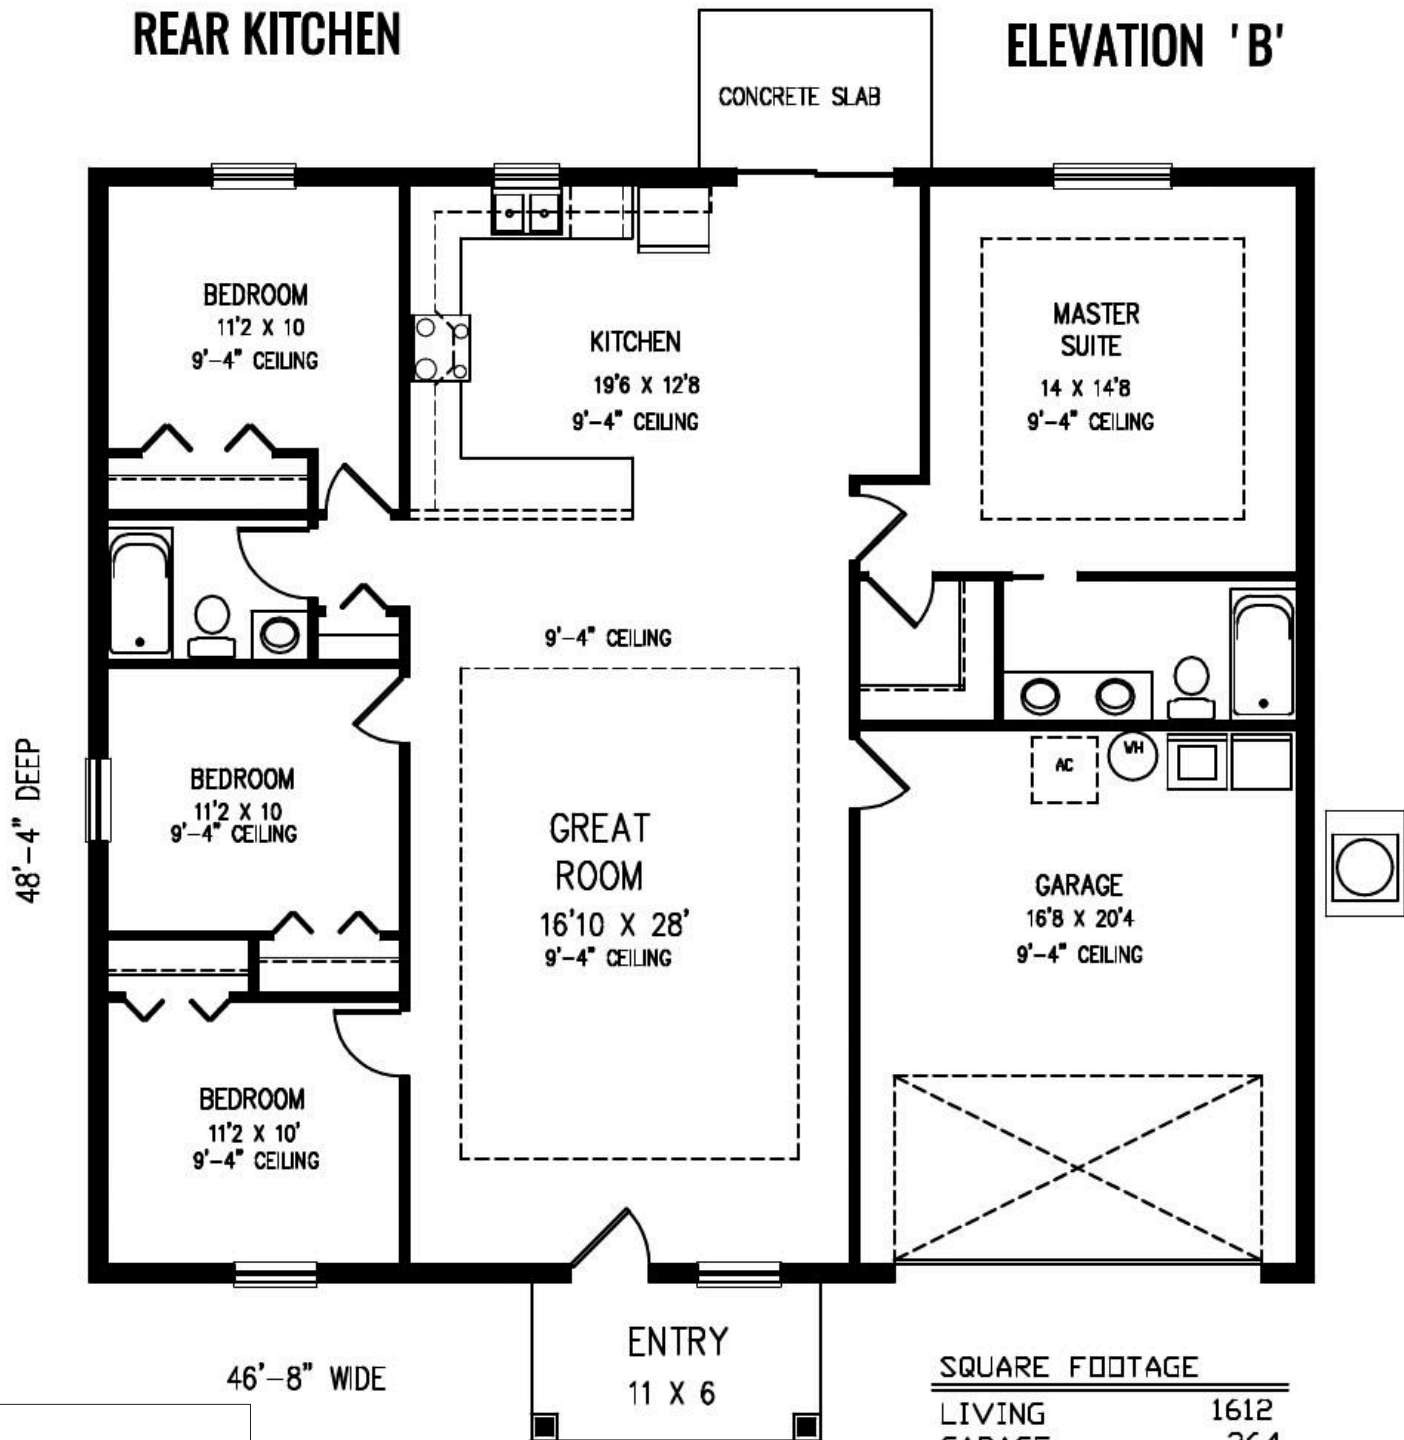 REAR KITCHEN
ELEVATION 'B'
CONCRETE SLAB
BEDROOM
11'2 X 10
9'-4" CEILING
KITCHEN
19'6 X 12'8
9'-4" CEILING
MASTER
SUITE
14 X 14'8
9'-4" CEILING
9'-4" CEILING
48'-4" DEEP
BEDROOM
11'2 X 10
9'-4" CEILING
GREAT
ROOM
16'10 X 28'
9'-4" CEILING
AC
WH
GARAGE
16'8 X 20'4
9'-4" CEILING
BEDROOM
11'2 X 10'
9'-4" CEILING
46'-8" WIDE
ENTRY
11 X 6
SQUARE FOOTAGE
LIVING 1612
GARAGE 364